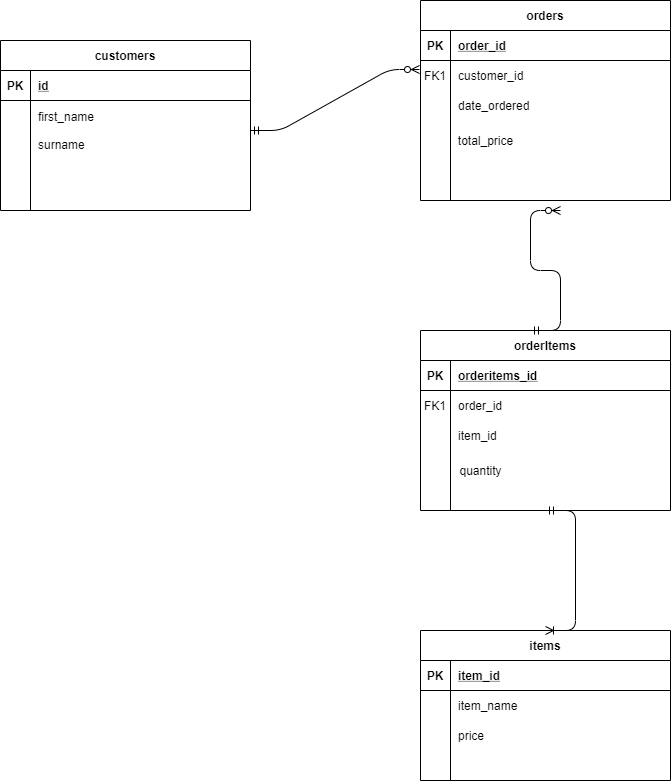 customers
PK id
first_name
surname
orders
PK order_id
FK1 customer_id
date_ordered
total_price
orderItems
PK orderitems_id
FK1 order_id
item_id
quantity
items
PK item_id
item_name
price